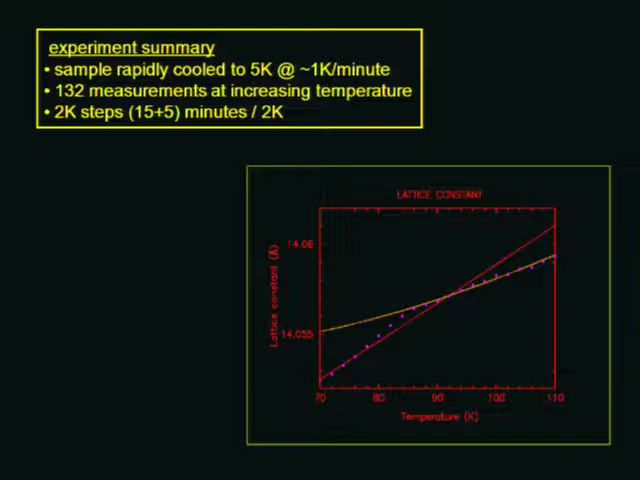 experiment summary
• sample rapidly cooled to 5K @ ~1K/minute
• 132 measurements at increasing temperature
• 2K steps (15+5) minutes / 2K
LATTICE CONSTANT
14.06
Lattice constant (Å)
14.055
70 80 90 100 110
Temperature (K)